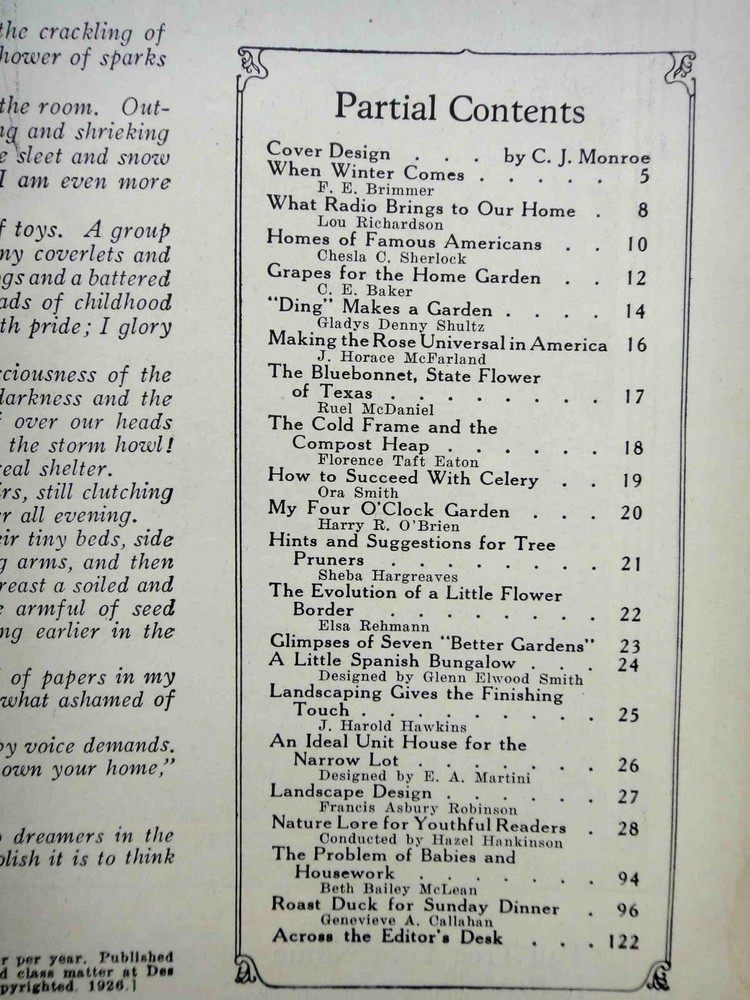 the crackling of
hower of sparks
the room. Out-
ng and shrieking
e sleet and snow
I am even more
f toys. A group
ny coverlets and
ngs and a battered
ads of childhood
th pride; I glory
ciousness of the
darkness and the
f over our heads
the storm howl!
eal shelter.
irs, still clutching
r all evening.
eir tiny beds, side
g arms, and then
reast a soiled and
e armful of seed
ng earlier in the
l of papers in my
what ashamed of
py voice demands.
own your home,"
o dreamers in the
olish it is to think
r per year. Published
d class matter at Des
opyrighted 1926.]
Partial Contents
Cover Design . . . by C. J. Monroe
When Winter Comes . . . . . 5
F. E. Brimmer
What Radio Brings to Our Home . 8
Lou Richardson
Homes of Famous Americans . . 10
Chesla C. Sherlock
Grapes for the Home Garden . . 12
C. E. Baker
"Ding" Makes a Garden . . . . 14
Gladys Denny Shultz
Making the Rose Universal in America 16
J. Horace McFarland
The Bluebonnet, State Flower
of Texas . . . . . . . . 17
Ruel McDaniel
The Cold Frame and the
Compost Heap . . . . . . 18
Florence Taft Eaton
How to Succeed With Celery . . 19
Ora Smith
My Four O'Clock Garden . . . 20
Harry R. O'Brien
Hints and Suggestions for Tree
Pruners . . . . . . . . 21
Sheba Hargreaves
The Evolution of a Little Flower
Border . . . . . . . . 22
Elsa Rehmann
Glimpses of Seven "Better Gardens" 23
A Little Spanish Bungalow . . . 24
Designed by Glenn Elwood Smith
Landscaping Gives the Finishing
Touch . . . . . . . . . 25
J. Harold Hawkins
An Ideal Unit House for the
Narrow Lot . . . . . . . 26
Designed by E. A. Martini
Landscape Design . . . . . . 27
Francis Asbury Robinson
Nature Lore for Youthful Readers . 28
Conducted by Hazel Hankinson
The Problem of Babies and
Housework . . . . . . . 94
Beth Bailey McLean
Roast Duck for Sunday Dinner . 96
Genevieve A. Callahan
Across the Editor's Desk . . . 122